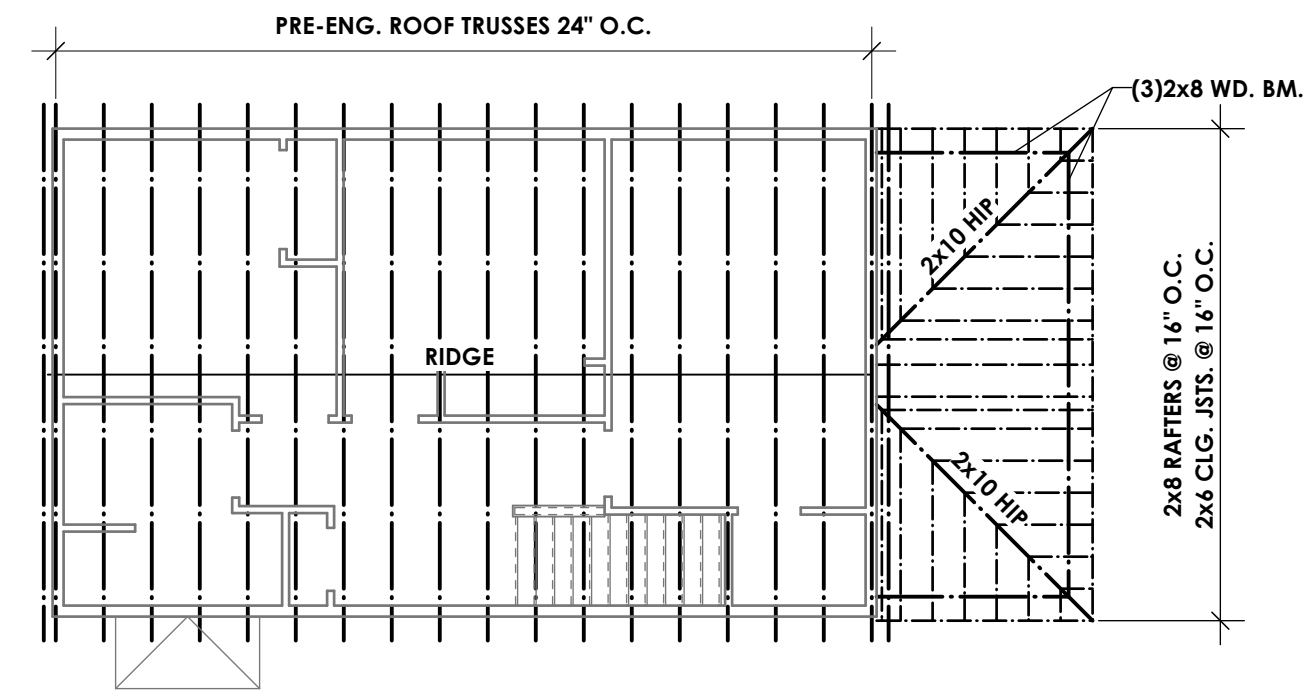 PRE-ENG. ROOF TRUSSES 24" O.C.
(3)2x8 WD. BM.
2x10 HIP
RIDGE
2x10 HIP
2x8 RAFTERS @ 16" O.C.
2x6 CLG. JSTS. @ 16" O.C.